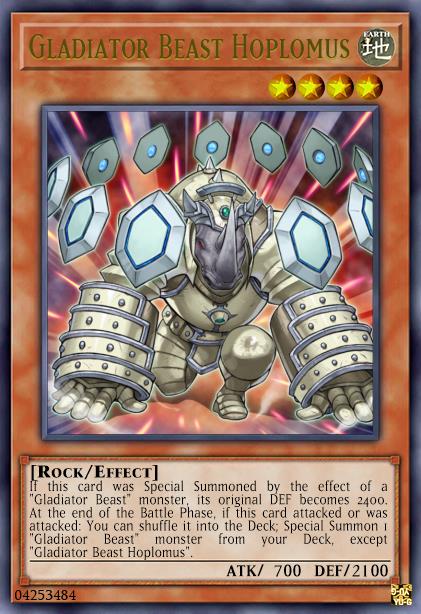 GLADIATOR BEAST HOPLOMUS
EARTH
地
[ROCK/EFFECT]
If this card was Special Summoned by the effect of a
"Gladiator Beast" monster, its original DEF becomes 2400.
At the end of the Battle Phase, if this card attacked or was
attacked: You can shuffle it into the Deck; Special Summon 1
"Gladiator Beast" monster from your Deck, except
"Gladiator Beast Hoplomus".
ATK/ 700 DEF/2100
04253484